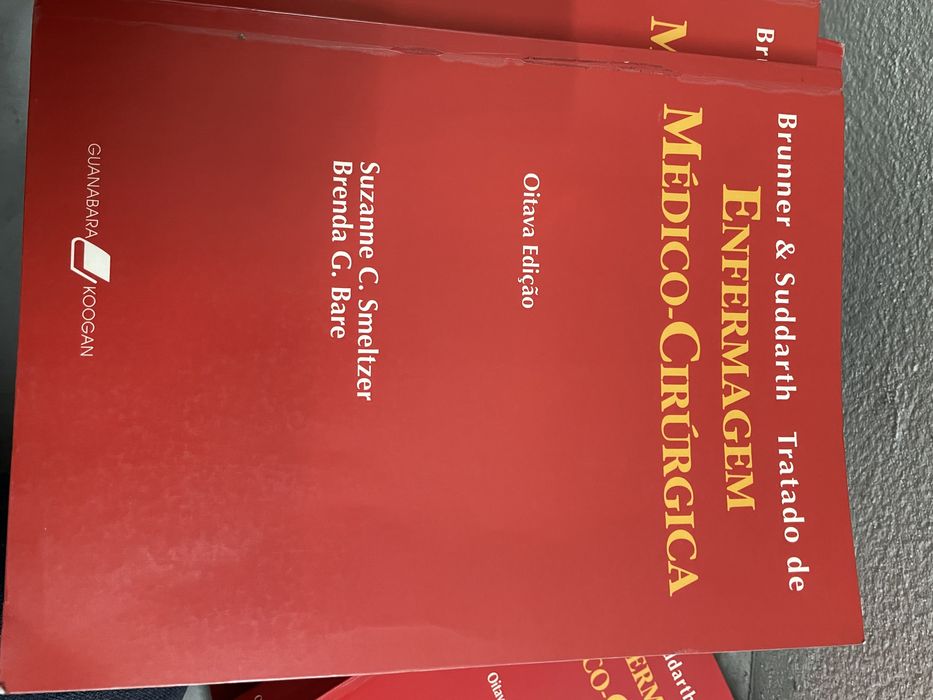 Brunner & Suddarth Tratado de
ENFERMAGEM
MÉDICO-CIRÚRGICA
Oitava Edição
Suzanne C. Smeltzer
Brenda G. Bare
GUANABARA KOOGAN